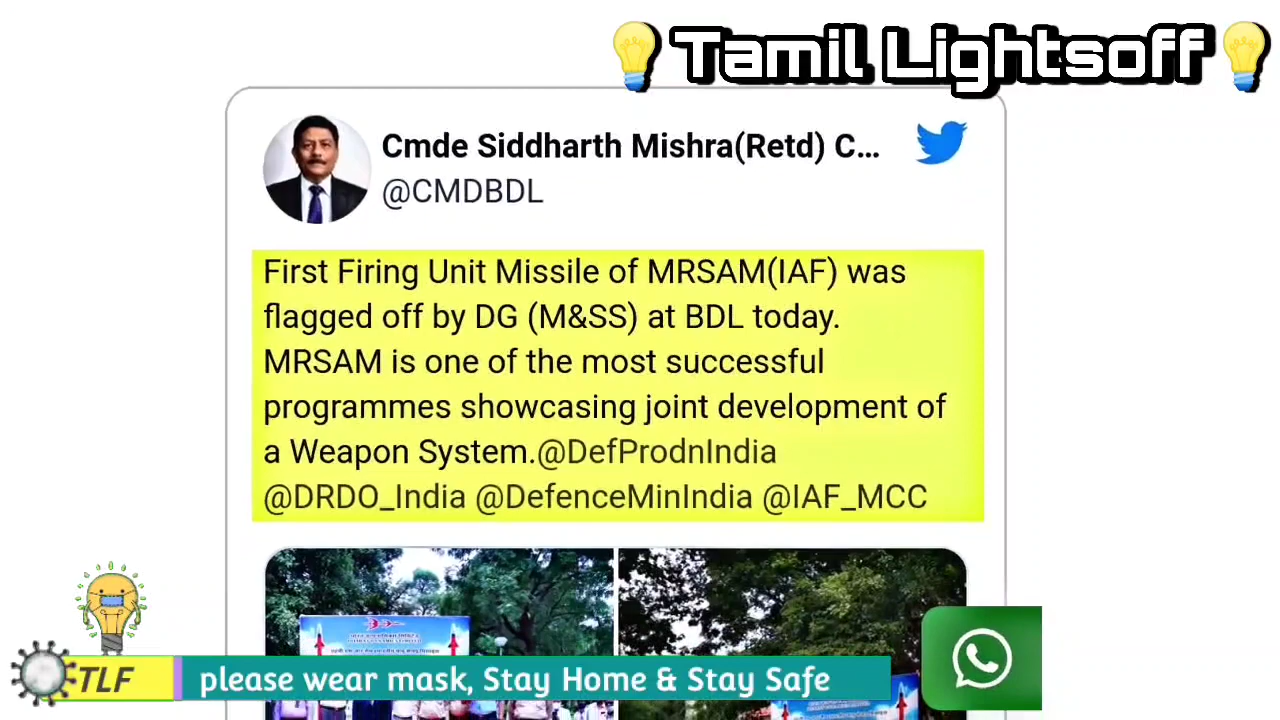 Tamil Lightsoff
Cmde Siddharth Mishra(Retd) C...
@CMDBDL
First Firing Unit Missile of MRSAM(IAF) was
flagged off by DG (M&SS) at BDL today.
MRSAM is one of the most successful
programmes showcasing joint development of
a Weapon System.@DefProdnIndia
@DRDO_India @DefenceMinIndia @IAF_MCC
TLF
please wear mask, Stay Home & Stay Safe